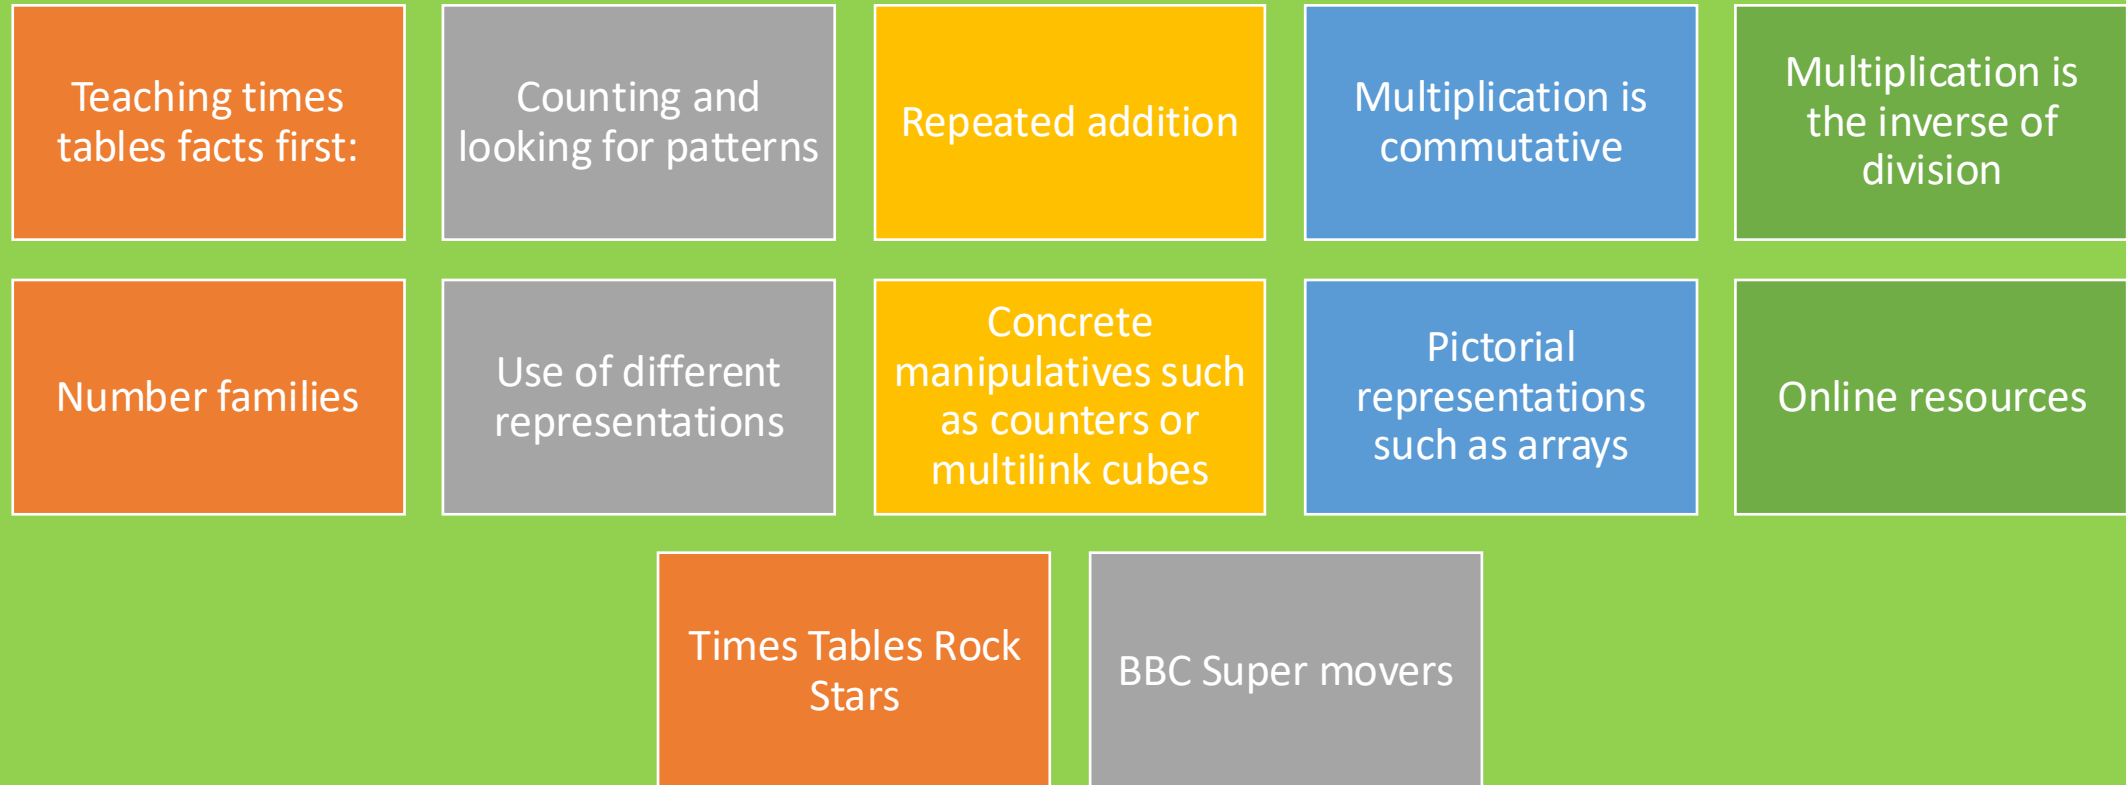 Teaching times
tables facts first:
Counting and
looking for patterns
Repeated addition
Multiplication is
commutative
Multiplication is
the inverse of
division
Number families
Use of different
representations
Concrete
manipulatives such
as counters or
multilink cubes
Pictorial
representations
such as arrays
Online resources
Times Tables Rock
Stars
BBC Super movers